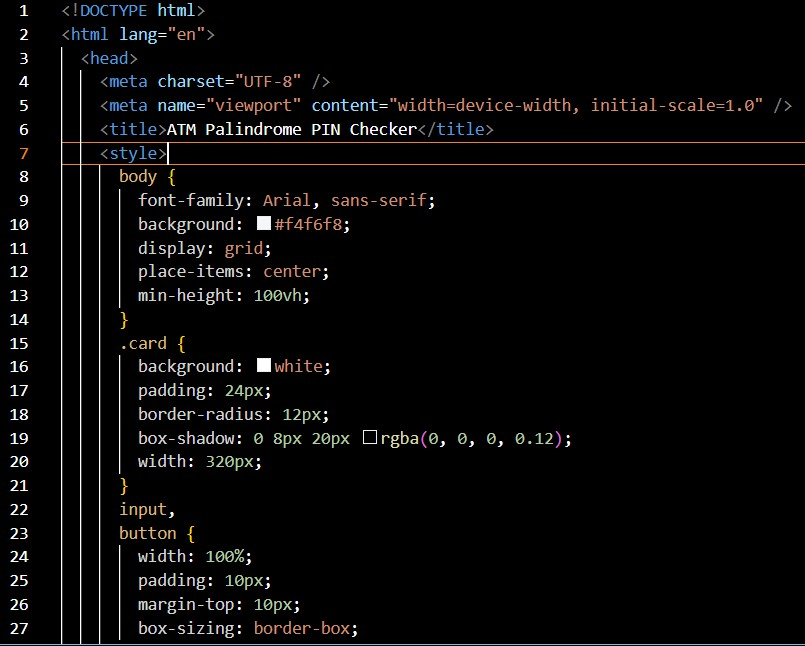 1 <!DOCTYPE html>
2 <html lang="en">
3 <head>
4 <meta charset="UTF-8" />
5 <meta name="viewport" content="width=device-width, initial-scale=1.0" />
6 <title>ATM Palindrome PIN Checker</title>
7 <style>
8 body {
9 font-family: Arial, sans-serif;
10 background: #f4f6f8;
11 display: grid;
12 place-items: center;
13 min-height: 100vh;
14 }
15 .card {
16 background: white;
17 padding: 24px;
18 border-radius: 12px;
19 box-shadow: 0 8px 20px rgba(0, 0, 0, 0.12);
20 width: 320px;
21 }
22 input,
23 button {
24 width: 100%;
25 padding: 10px;
26 margin-top: 10px;
27 box-sizing: border-box;